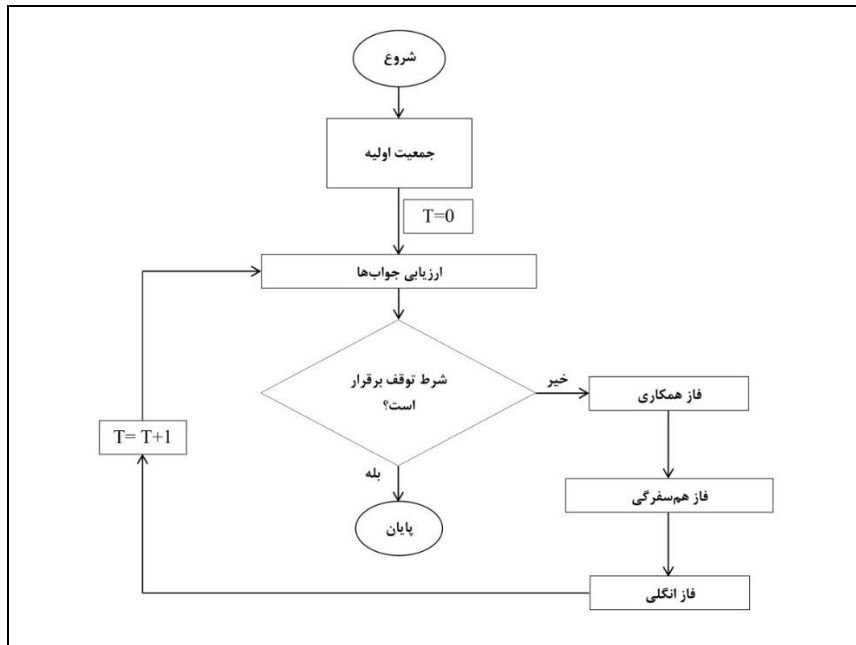 شروع
جمعیت اولیه
T=0
ارزیابی جواب‌ها
شرط توقف برقرار
است؟
خیر
فاز همکاری
T= T+1
بله
فاز هم‌سفرگی
پایان
فاز انگلی